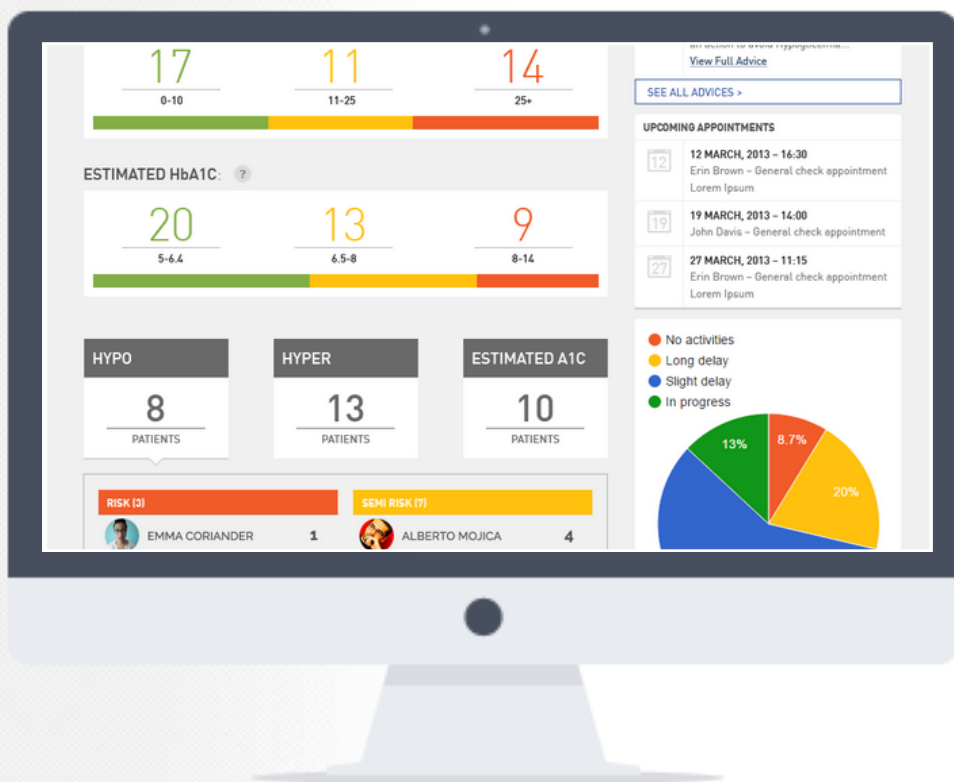 17
11
14
0-10
11-25
25+
ESTIMATED HbA1C: ?
20
13
9
5-6.4
6.5-8
8-14
HYPO
HYPER
ESTIMATED A1C
8
13
10
PATIENTS
PATIENTS
PATIENTS
RISK (3)
SEMI RISK (7)
EMMA CORIANDER 1
ALBERTO MOJICA 4
an action to avoid Hypoglicemia...
View Full Advice
SEE ALL ADVICES >
UPCOMING APPOINTMENTS
12
12 MARCH, 2013 – 16:30
Erin Brown – General check appointment
Lorem Ipsum
19
19 MARCH, 2013 – 14:00
John Davis – General check appointment
27
27 MARCH, 2013 – 11:15
Erin Brown – General check appointment
Lorem Ipsum
No activities
Long delay
Slight delay
In progress
13%
8.7%
20%